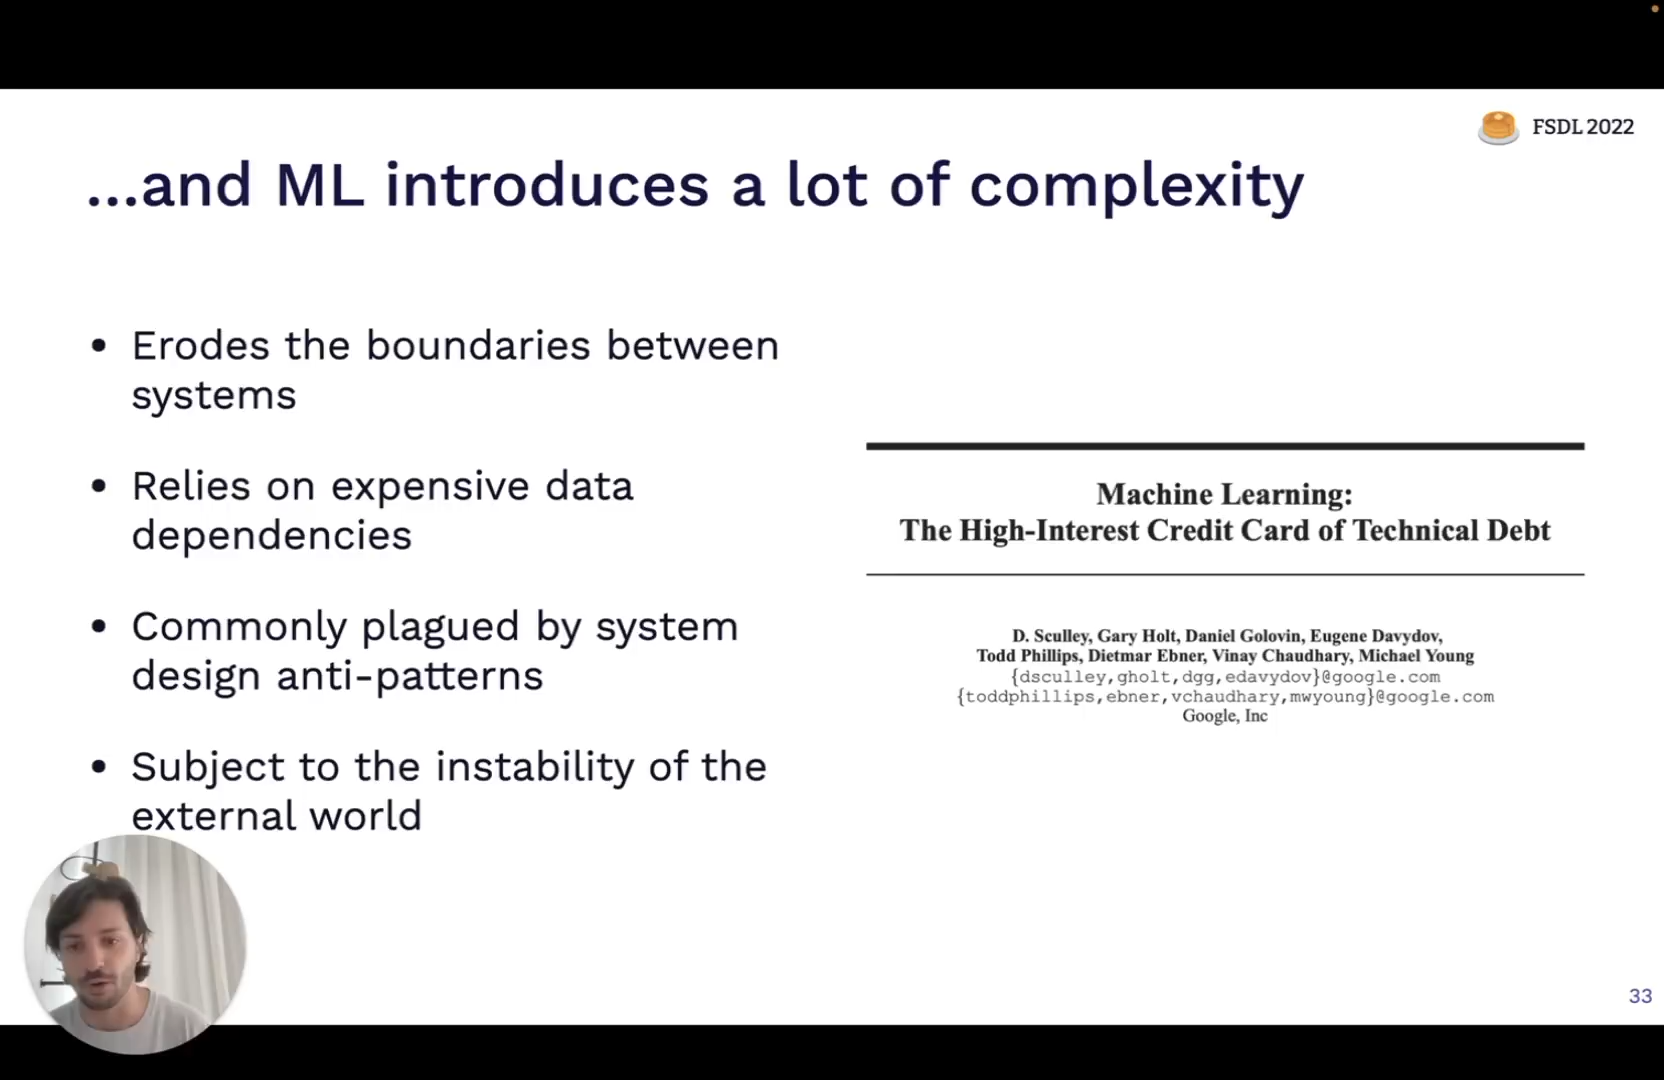 FSDL 2022
...and ML introduces a lot of complexity
• Erodes the boundaries between
systems
• Relies on expensive data
dependencies
• Commonly plagued by system
design anti-patterns
• Subject to the instability of the
external world
Machine Learning:
The High-Interest Credit Card of Technical Debt
D. Sculley, Gary Holt, Daniel Golovin, Eugene Davydov,
Todd Phillips, Dietmar Ebner, Vinay Chaudhary, Michael Young
{dsculley,gholt,dgg,edavydov}@google.com
{toddphillips,ebner,vchaudhary,mwyoung}@google.com
Google, Inc
33